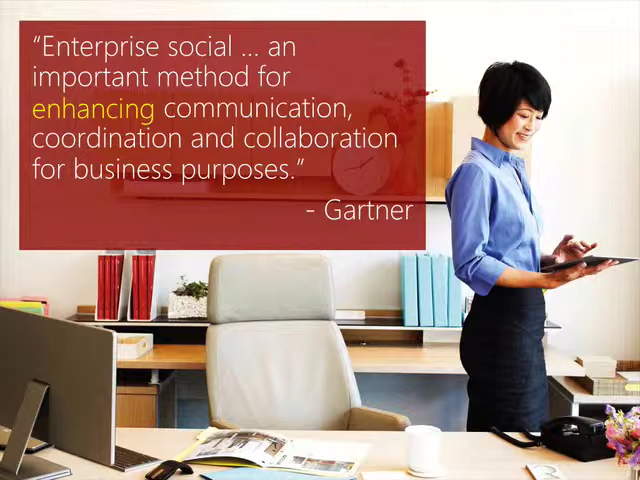 “Enterprise social ... an
important method for
enhancing communication,
coordination and collaboration
for business purposes.”
- Gartner